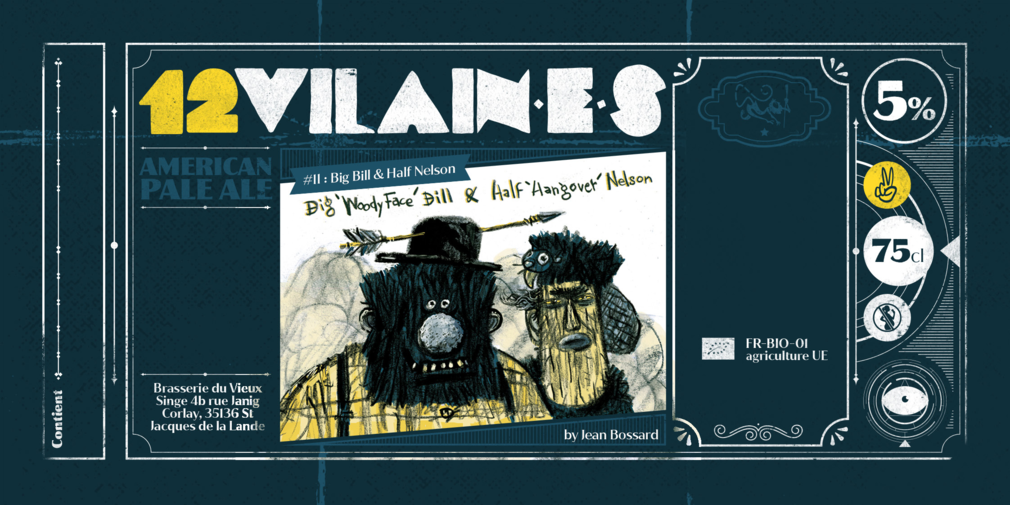 Contient
12VILAIN·E·S
AMERICAN
PALE ALE
#11 : Big Bill & Half Nelson
Big 'Woody Face' Bill & Half 'Hangover' Nelson
Brasserie du Vieux
Singe 4b rue Janig
Corlay, 35136 St
Jacques de la Lande
by Jean Bossard
FR-BIO-01
agriculture UE
5%
75cl